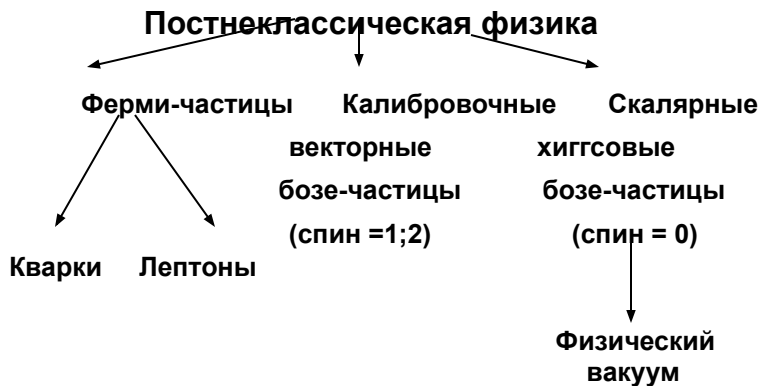 Постнеклассическая физика
Ферми-частицы Калибровочные Скалярные
векторные хиггсовые
бозе-частицы бозе-частицы
(спин =1;2) (спин = 0)
Кварки Лептоны
Физический
вакуум